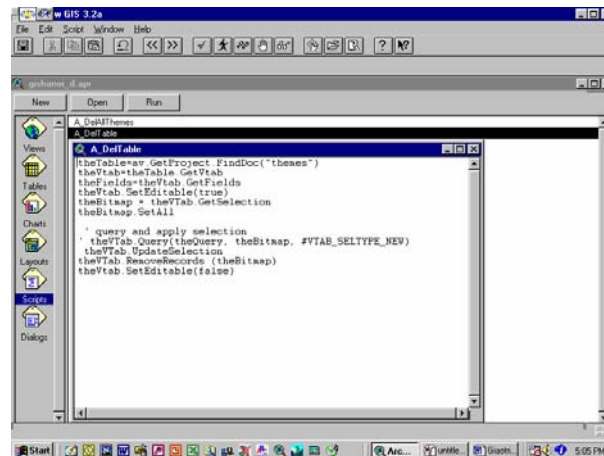 w GIS 3.2a
File Edit Script Window Help
gishanoi_d.apr
New Open Run
A_DelAllThemes
A_DelTable
Views
Tables
Charts
Layouts
Scripts
Dialogs
A_DelTable
theTable=av.GetProject.FindDoc("themes")
theVtab=theTable.GetVtab
theFields=theVtab.GetFields
theVtab.SetEditable(true)
theBitmap = theVTab.GetSelection
theBitmap.SetAll
' query and apply selection
' theVTab.Query(theQuery, theBitmap, #VTAB_SELTYPE_NEW)
theVTab.UpdateSelection
theVTab.RemoveRecords (theBitmap)
theVtab.SetEditable(false)
Start Arc... untitle... 5:05 PM